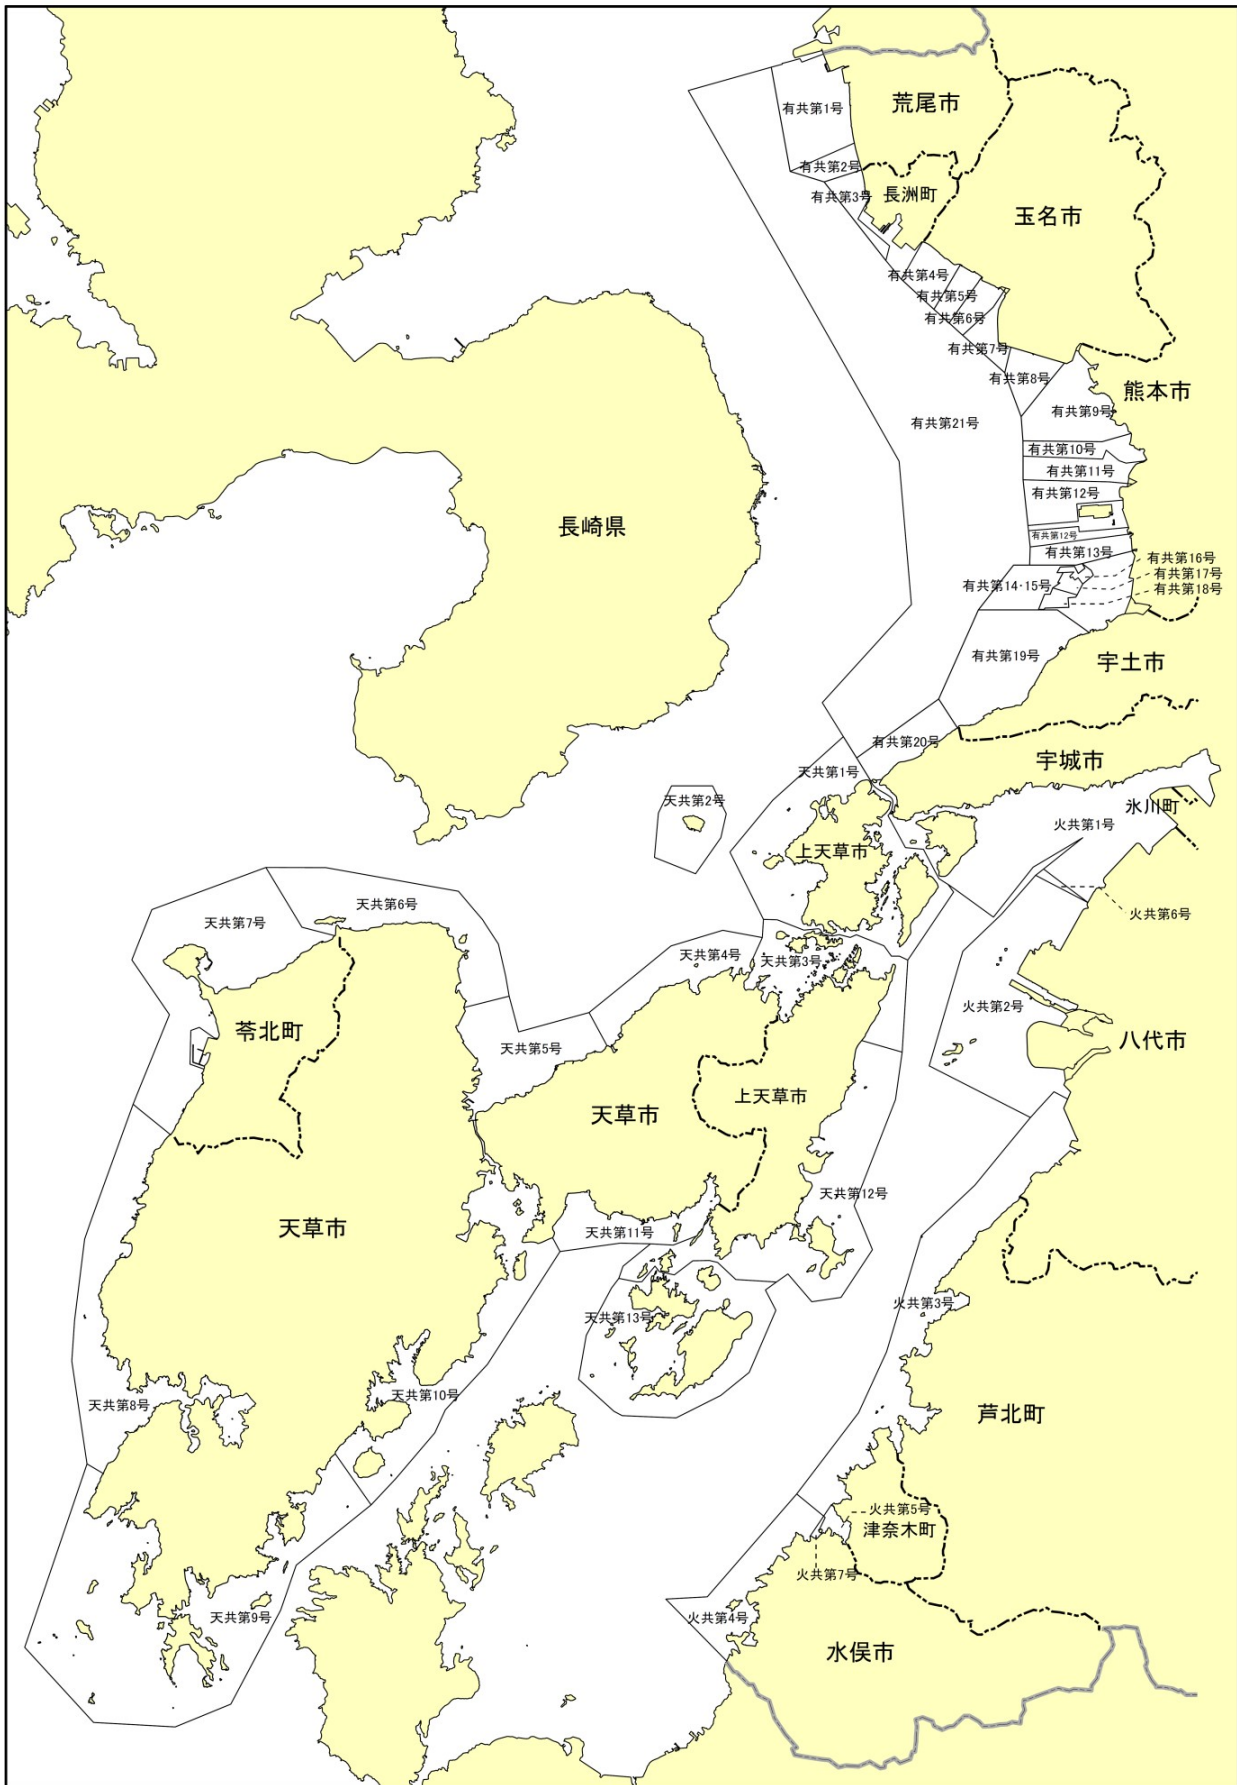 荒尾市
有共第1号
有共第2号
長洲町
有共第3号
玉名市
有共第4号
有共第5号
有共第6号
有共第7号
有共第8号
熊本市
有共第9号
有共第21号
有共第10号
有共第11号
有共第12号
長崎県
有共第12号
有共第13号
有共第16号
有共第17号
有共第14・15号
有共第18号
有共第19号
宇土市
有共第20号
宇城市
天共第1号
天共第2号
氷川町
火共第1号
上天草市
天共第6号
火共第6号
天共第7号
天共第4号
天共第3号
火共第2号
苓北町
八代市
天共第5号
上天草市
天草市
天共第12号
天草市
天共第11号
火共第3号
天共第13号
天共第10号
天共第8号
芦北町
火共第5号
津奈木町
火共第7号
天共第9号
火共第4号
水俣市